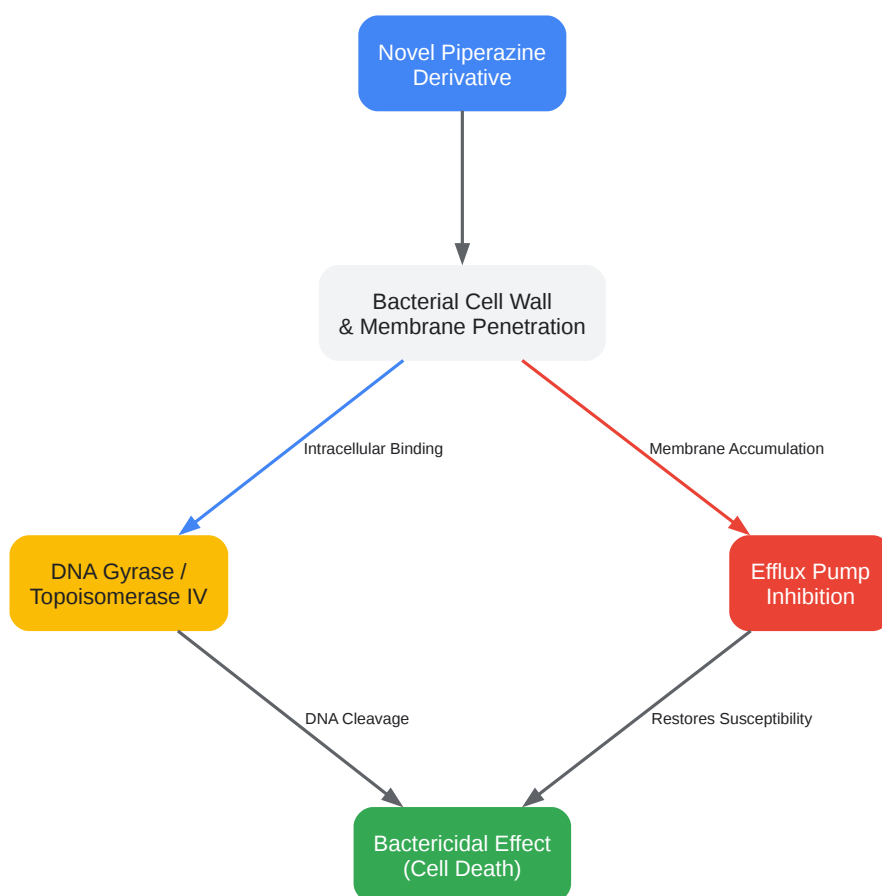 Novel Piperazine
Derivative
Bacterial Cell Wall
& Membrane Penetration
Intracellular Binding
Membrane Accumulation
DNA Gyrase /
Topoisomerase IV
Efflux Pump
Inhibition
DNA Cleavage
Restores Susceptibility
Bactericidal Effect
(Cell Death)